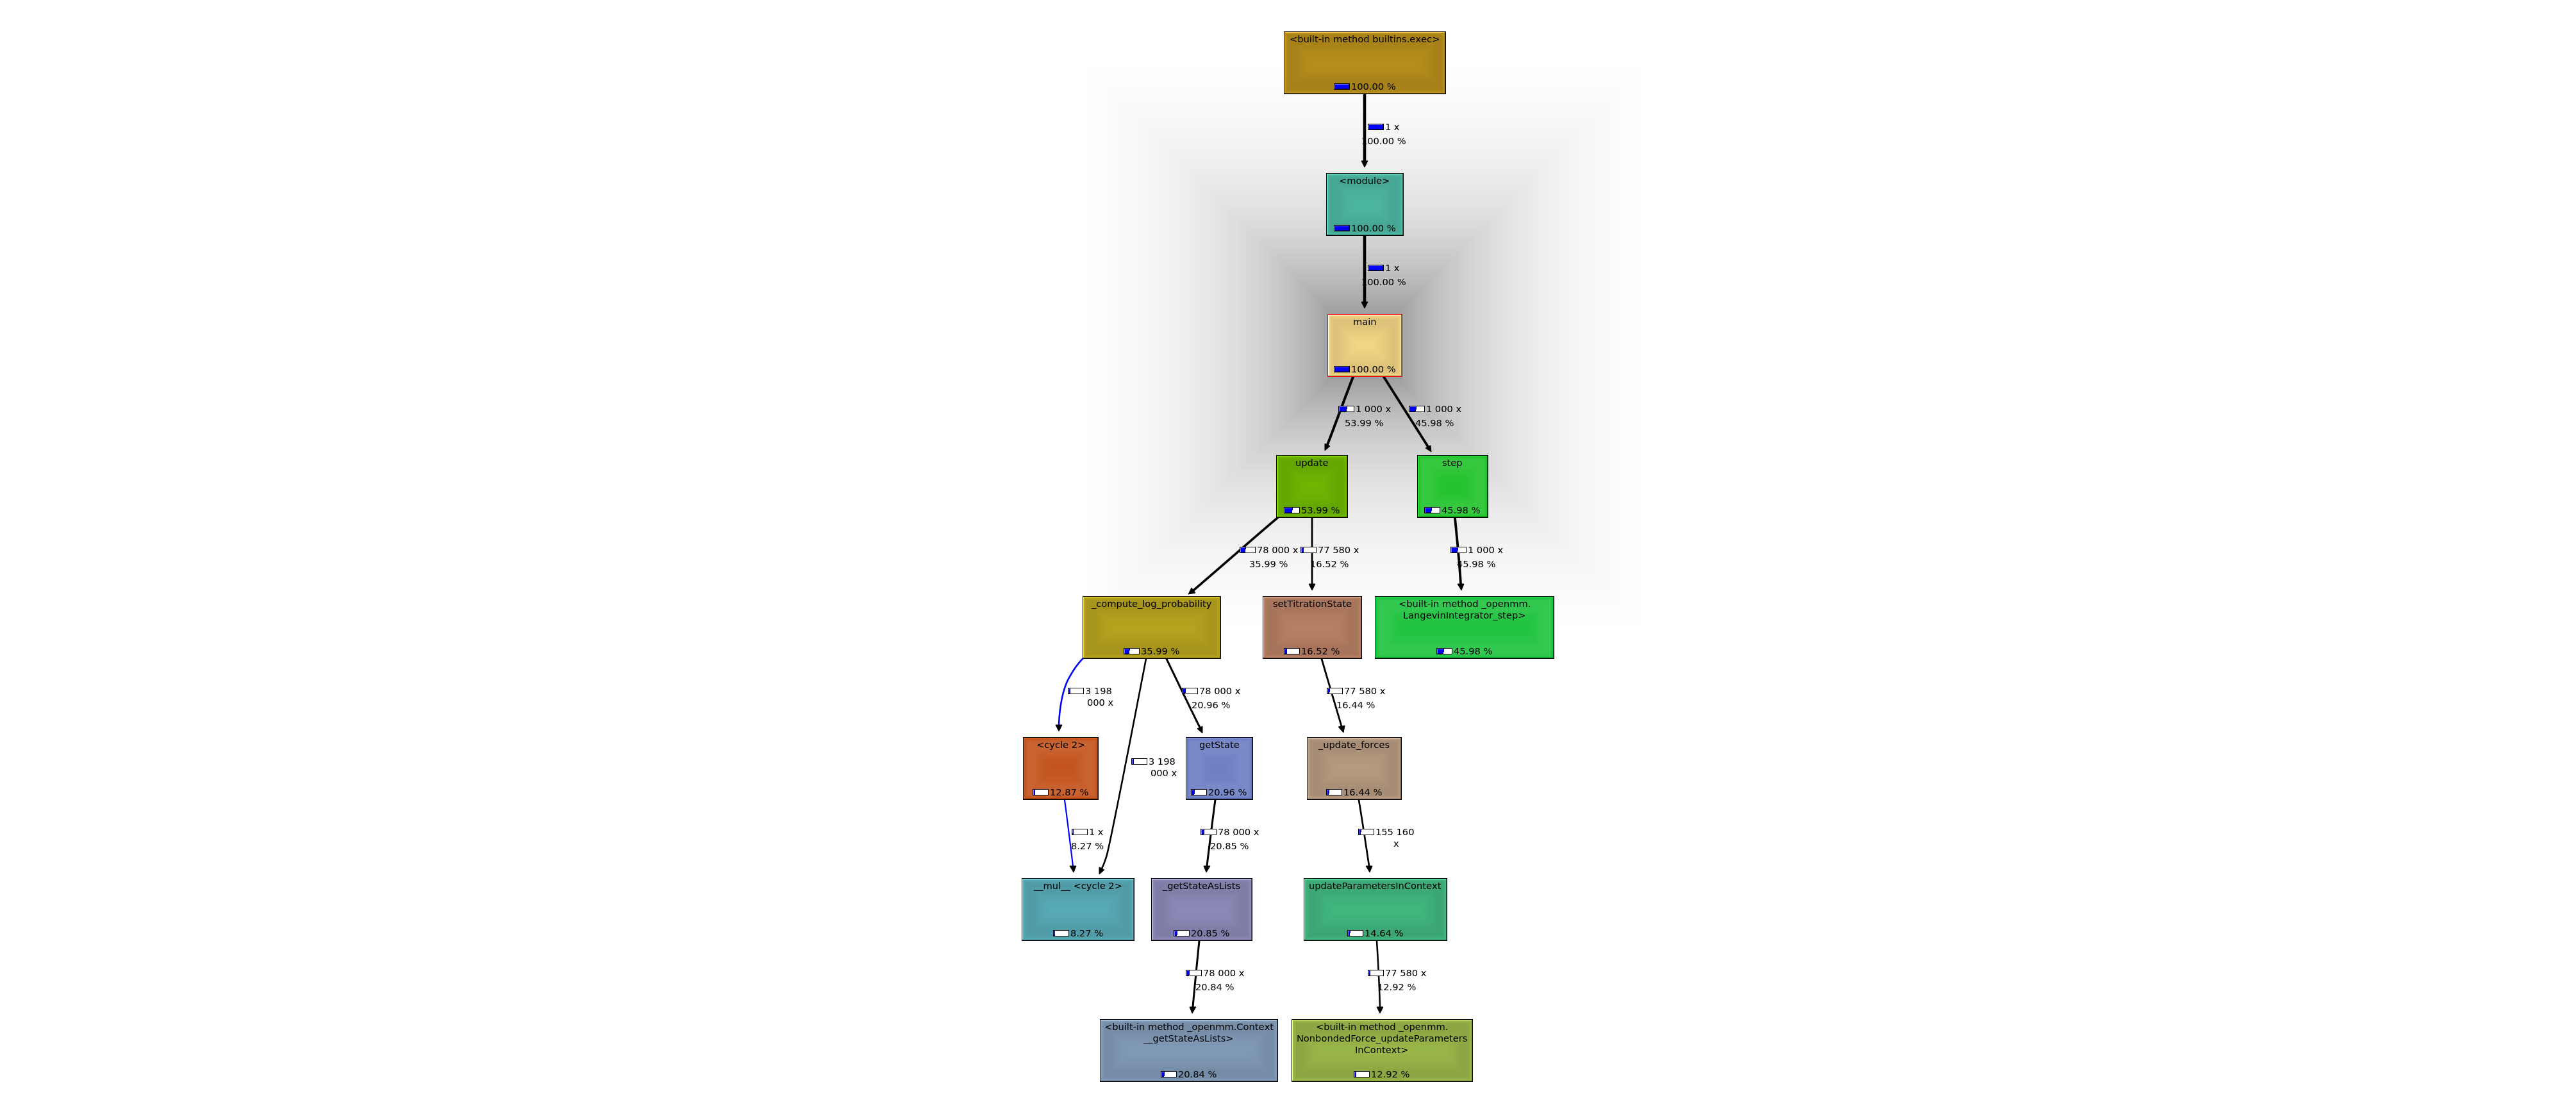 <built-in method builtins.exec>
100.00 %
1 x
100.00 %
<module>
100.00 %
1 x
100.00 %
main
100.00 %
1 000 x
53.99 %
1 000 x
45.98 %
update
53.99 %
step
45.98 %
78 000 x
35.99 %
77 580 x
16.52 %
1 000 x
45.98 %
_compute_log_probability
35.99 %
setTitrationState
16.52 %
<built-in method _openmm.
LangevinIntegrator_step>
45.98 %
3 198
000 x
78 000 x
20.96 %
77 580 x
16.44 %
<cycle 2>
12.87 %
3 198
000 x
getState
20.96 %
_update_forces
16.44 %
1 x
8.27 %
78 000 x
20.85 %
155 160
x
__mul__ <cycle 2>
8.27 %
_getStateAsLists
20.85 %
updateParametersInContext
14.64 %
78 000 x
20.84 %
77 580 x
12.92 %
<built-in method _openmm.Context
__getStateAsLists>
20.84 %
<built-in method _openmm.
NonbondedForce_updateParameters
InContext>
12.92 %